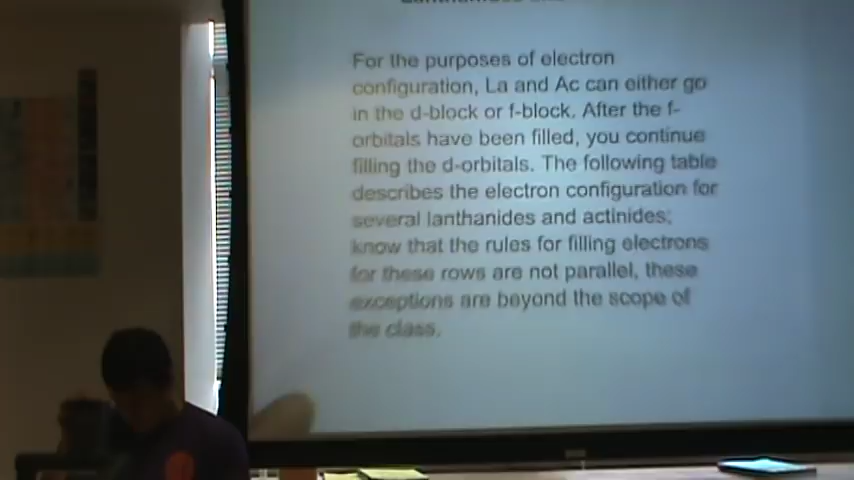 For the purposes of electron
configuration, La and Ac can either go
in the d-block or f-block. After the f-
orbitals have been filled, you continue
filling the d-orbitals. The following table
describes the electron configuration for
several lanthanides and actinides;
know that the rules for filling electrons
for these rows are not parallel, these
exceptions are beyond the scope of
the class.